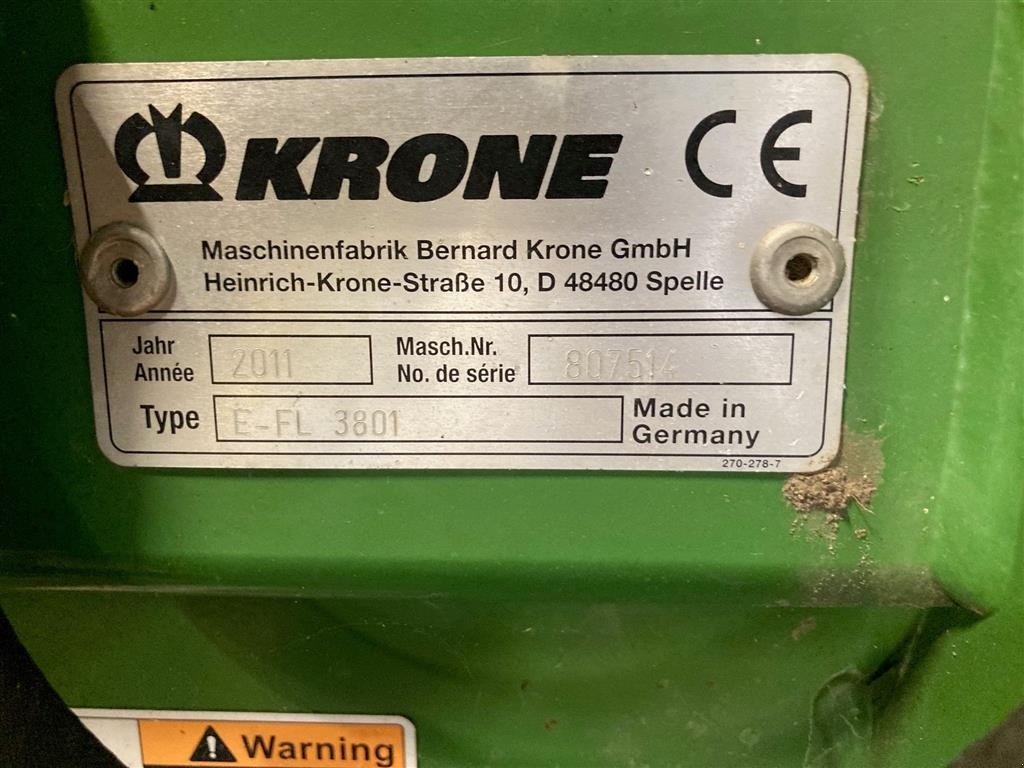 KRONE CE
Maschinenfabrik Bernard Krone GmbH
Heinrich-Krone-Straße 10, D 48480 Spelle
Jahr
Année
2011
Masch.Nr.
No. de série
807514
Type
E-FL 3801
Made in
Germany
270-278-7
Warning